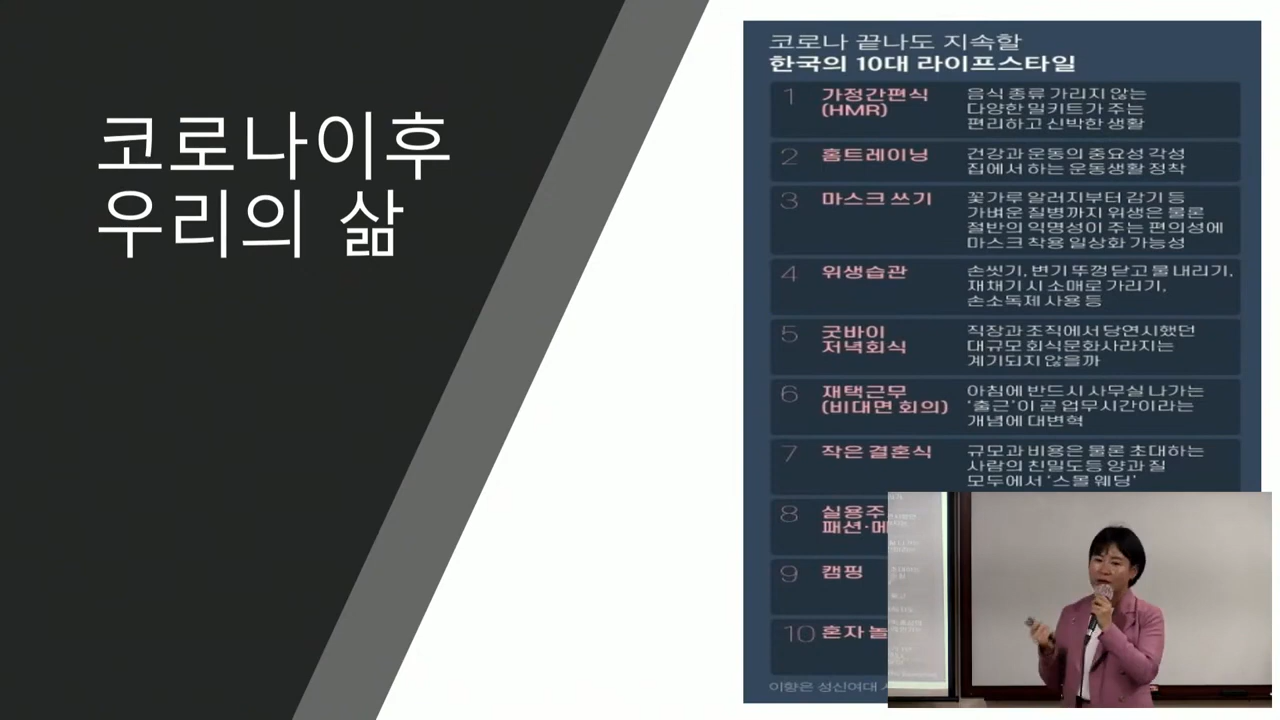 코로나이후
우리의 삶
코로나 끝나도 지속할
한국의 10대 라이프스타일
1 가정간편식 (HMR)
음식 종류 가리지 않는
다양한 밀키트가 주는
편리하고 신박한 생활
2 홈트레이닝
건강과 운동의 중요성 각성
집에서 하는 운동생활 정착
3 마스크 쓰기
꽃가루 알러지부터 감기 등
가벼운 질병까지 위생은 물론
절반의 익명성이 주는 편의성에
마스크 착용 일상화 가능성
4 위생습관
손씻기, 변기 뚜껑 닫고 물 내리기,
재채기 시 소매로 가리기,
손소독제 사용 등
5 굿바이
저녁회식
직장과 조직에서 당연시했던
대규모 회식문화사라지는
계기되지 않을까
6 재택근무
(비대면 회의)
아침에 반드시 사무실 나가는
'출근'이 곧 업무시간이라는
개념에 대변혁
7 작은 결혼식
규모과 비용은 물론 초대하는
사람의 친밀도등 양과 질
모두에서 '스몰 웨딩'
8 실용주
패션·메
9 캠핑
10 혼자 놀
이향은 성신여대